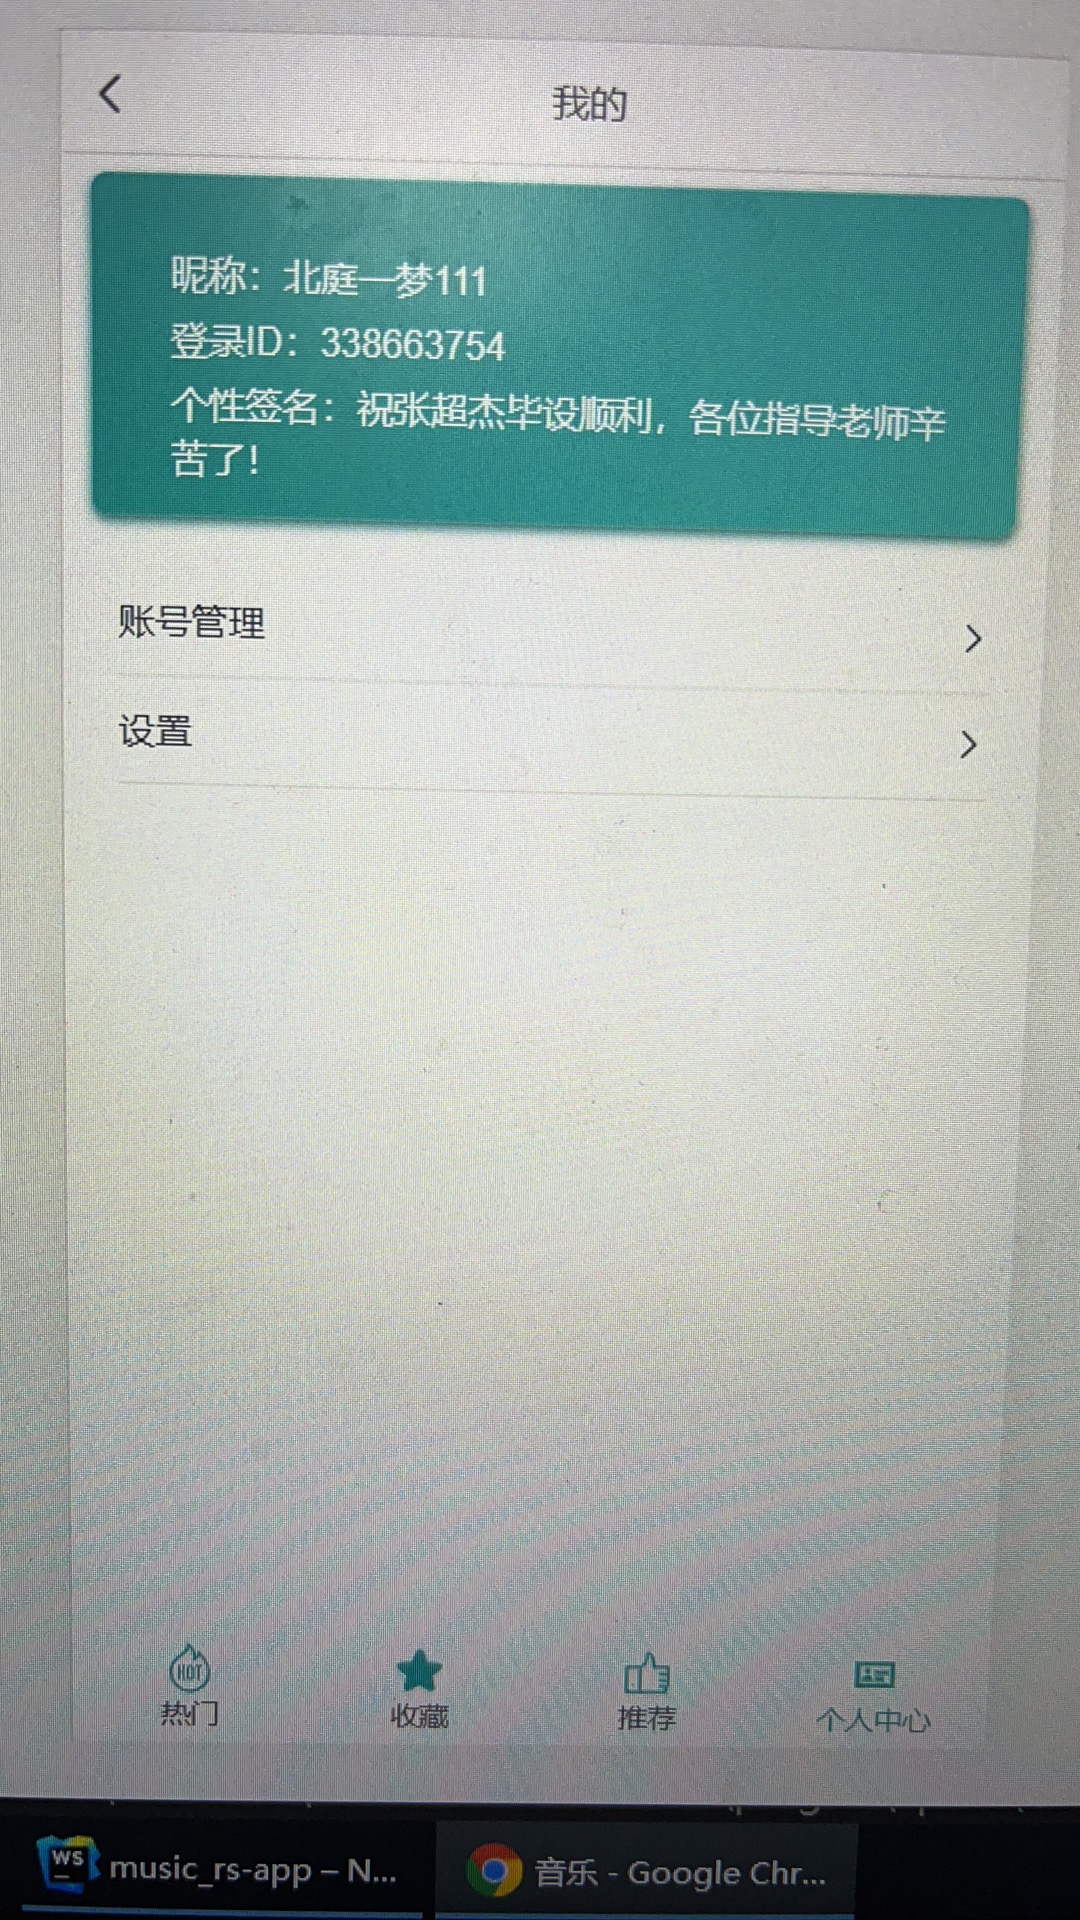 我的
昵称：北庭一梦111
登录ID：338663754
个性签名：祝张超杰毕设顺利，各位指导老师辛
苦了！
账号管理
设置
HOT
热门
收藏
推荐
个人中心
WS
music_rs-app – N...
音乐 - Google Chr...